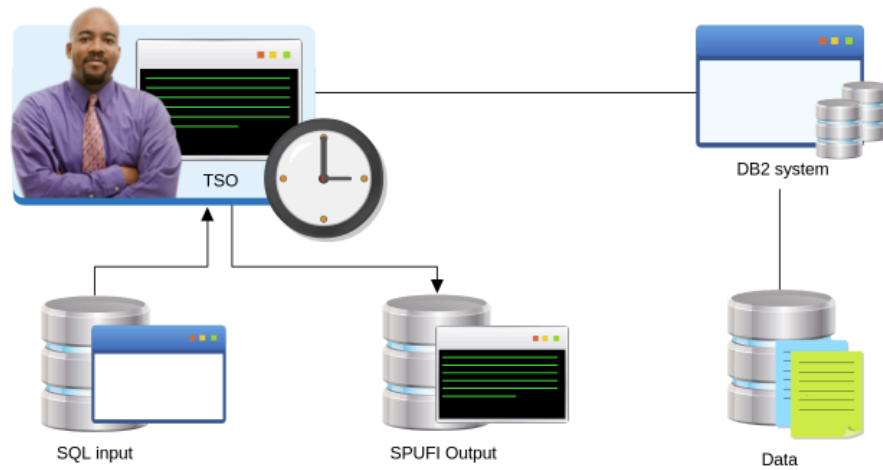 TSO
DB2 system
SQL input
SPUFI Output
Data